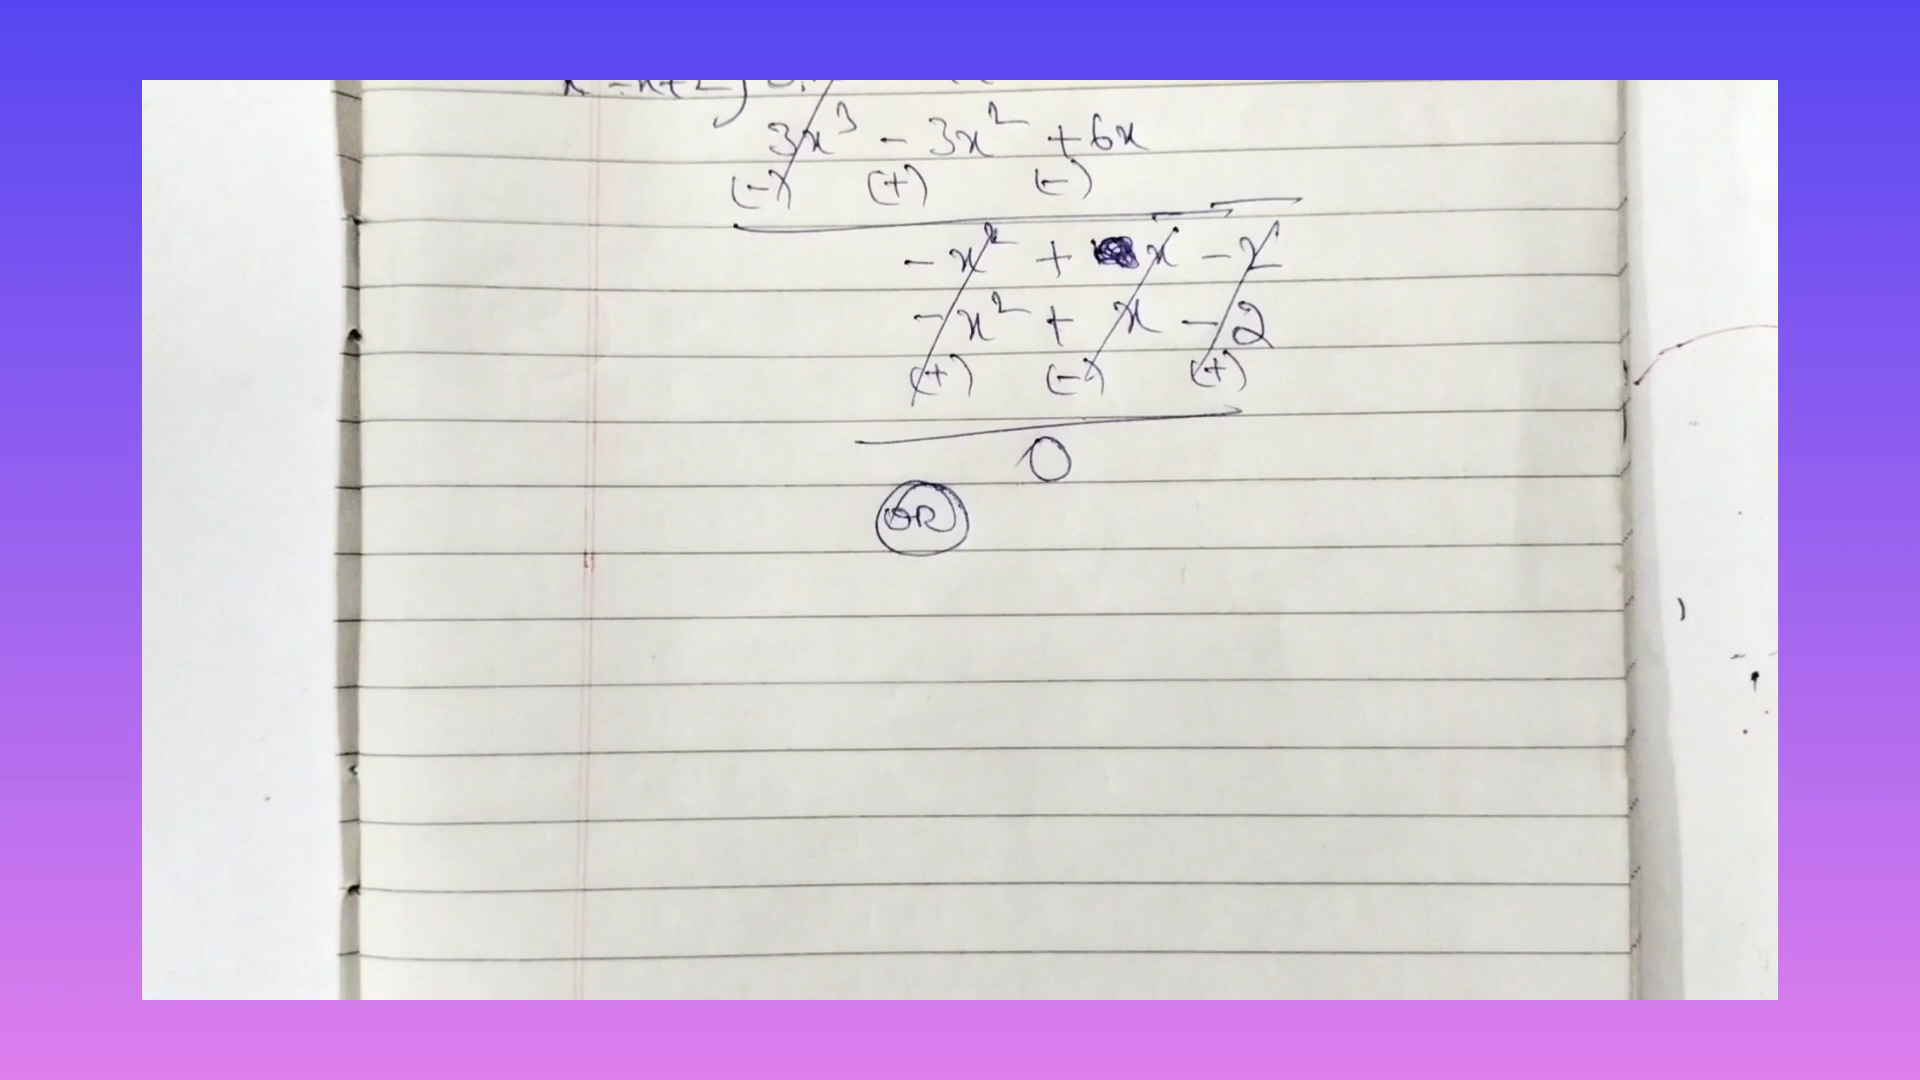 3x³ - 3x² + 6x
(-) (+) (-)
- x² + x - 2
- x² + x - 2
(+) (-) (+)
0
OR